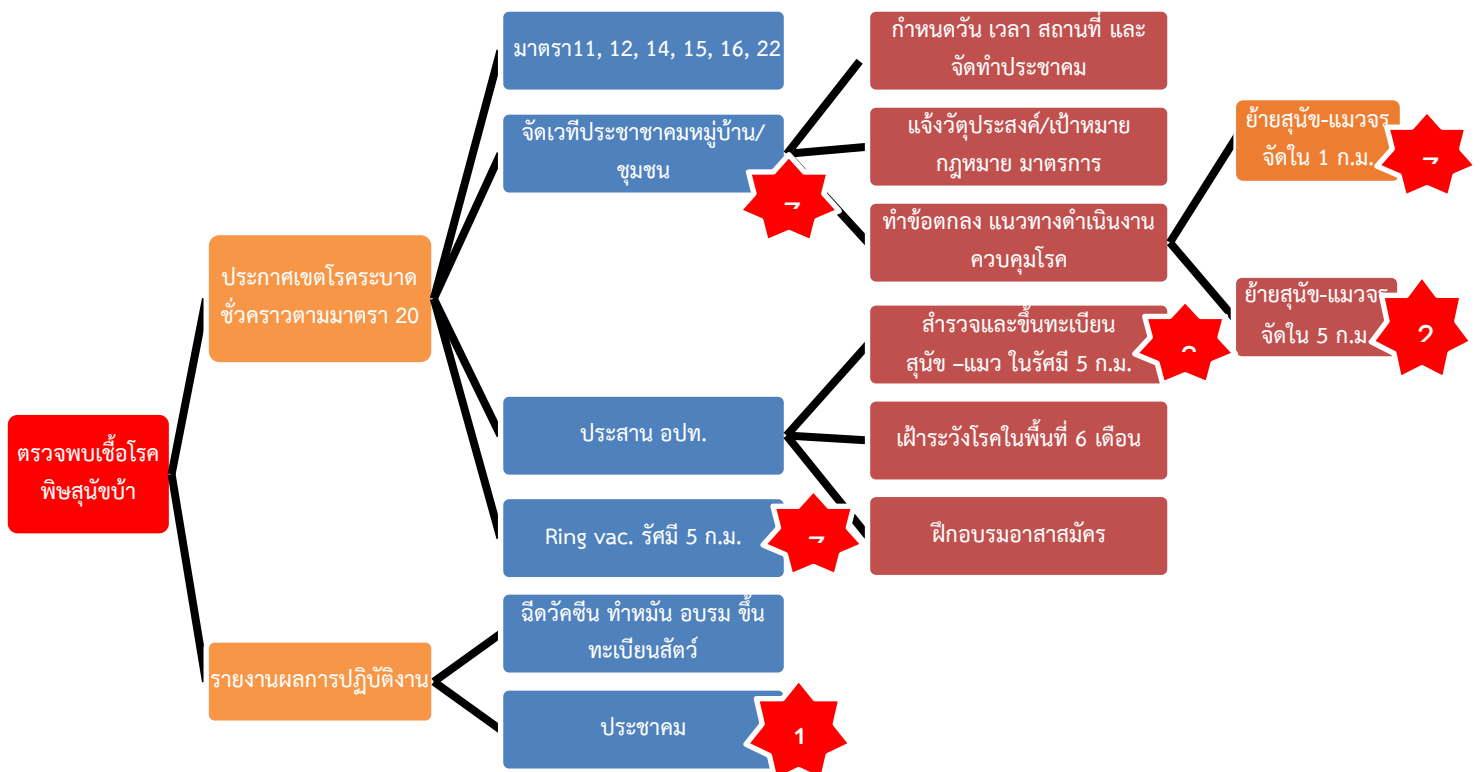 ตรวจพบเชื้อโรค
พิษสุนัขบ้า
ประกาศเขตโรคระบาด
ชั่วคราวตามมาตรา 20
มาตรา11, 12, 14, 15, 16, 22
จัดเวทีประชาชาคมหมู่บ้าน/
ชุมชน
กำหนดวัน เวลา สถานที่ และ
จัดทำประชาคม
แจ้งวัตุประสงค์/เป้าหมาย
กฎหมาย มาตรการ
ทำข้อตกลง แนวทางดำเนินงาน
ควบคุมโรค
ย้ายสุนัข-แมวจร
จัดใน 1 ก.ม.
ย้ายสุนัข-แมวจร
จัดใน 5 ก.ม.
2
ประสาน อปท.
สำรวจและขึ้นทะเบียน
สุนัข –แมว ในรัศมี 5 ก.ม.
เฝ้าระวังโรคในพื้นที่ 6 เดือน
ฝึกอบรมอาสาสมัคร
Ring vac. รัศมี 5 ก.ม.
รายงานผลการปฏิบัติงาน
ฉีดวัคซีน ทำหมัน อบรม ขึ้น
ทะเบียนสัตว์
ประชาคม
1